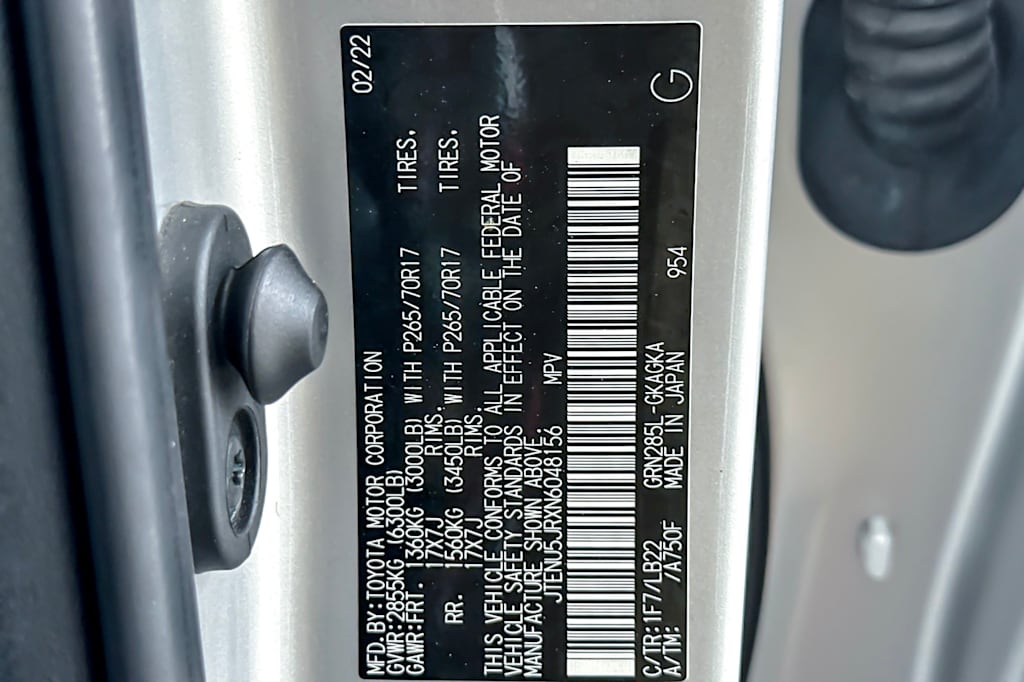 MFD.BY:TOYOTA MOTOR CORPORATION 02/22
GVWR:2855KG (6300LB)
GAWR:FRT. 1360KG (3000LB) WITH P265/70R17 TIRES.
17X7J RIMS.
RR. 1560KG (3450LB) WITH P265/70R17 TIRES.
17X7J RIMS.
THIS VEHICLE CONFORMS TO ALL APPLICABLE FEDERAL MOTOR
VEHICLE SAFETY STANDARDS IN EFFECT ON THE DATE OF
MANUFACTURE SHOWN ABOVE.
JTENU5JRXN6048156 MPV
C/TR:1F7/LB22 GRN285L-GKAGKA 954
A/TM: /A750F MADE IN JAPAN
G